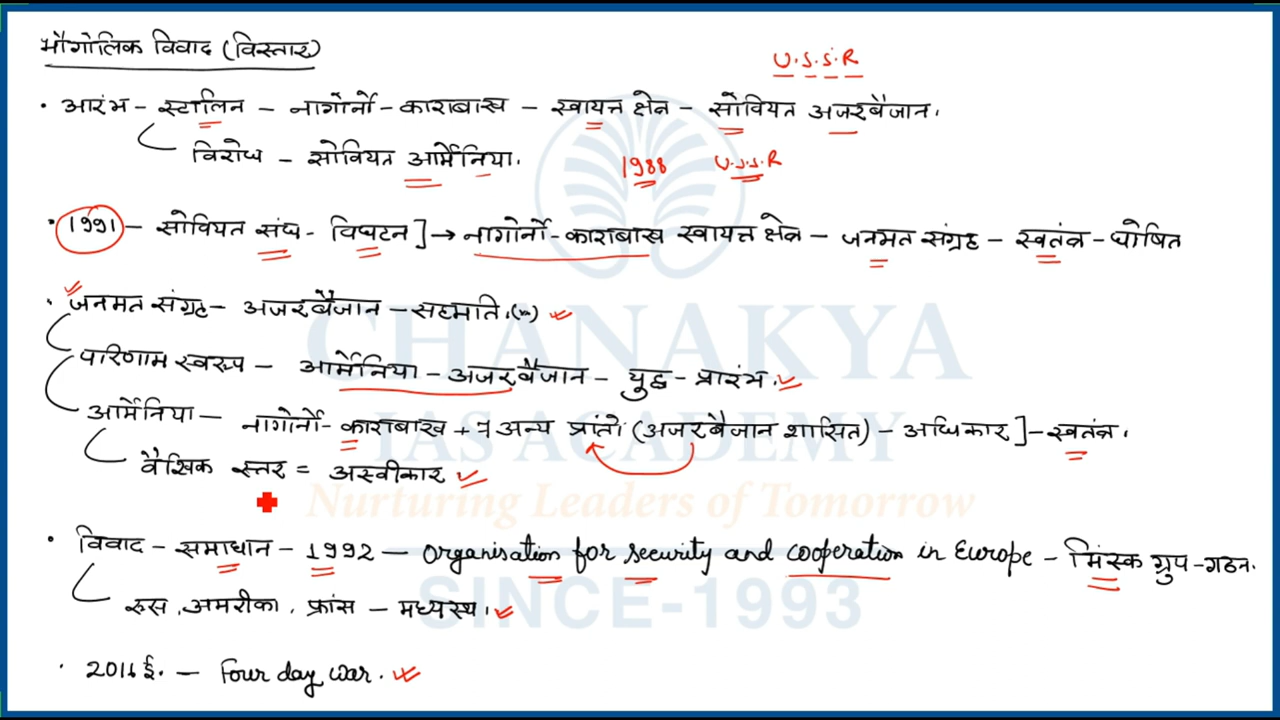 भौगोलिक विवाद (विस्तार)
U.S.S.R
• आरंभ - स्टालिन - नागोर्नो-काराबाख - स्वायत्त क्षेत्र - सोवियत अजरबैजान.
विरोध - सोवियत आर्मेनिया.
1988 U.S.S.R
• 1991 - सोवियत संघ - विघटन ] → नागोर्नो-काराबाख स्वायत्त क्षेत्र - जनमत संग्रह - स्वतंत्र - घोषित
• जनमत संग्रह - अजरबैजान - सहमति.
परिणाम स्वरूप - आर्मेनिया - अजरबैजान - युद्ध - प्रारंभ.
आर्मेनिया - नागोर्नो-काराबाख + 7 अन्य प्रांतो (अजरबैजान शासित) - अधिकार ] - स्वतंत्र.
वैश्विक स्तर = अस्वीकार
• विवाद - समाधान - 1992 - Organisation for security and cooperation in Europe - मिंस्क ग्रुप - गठन.
रूस, अमरीका, फ्रांस - मध्यस्थ.
• 2016 ई. - Four day war.
CHANAKYA
IAS ACADEMY
Nurturing Leaders of Tomorrow
SINCE-1993